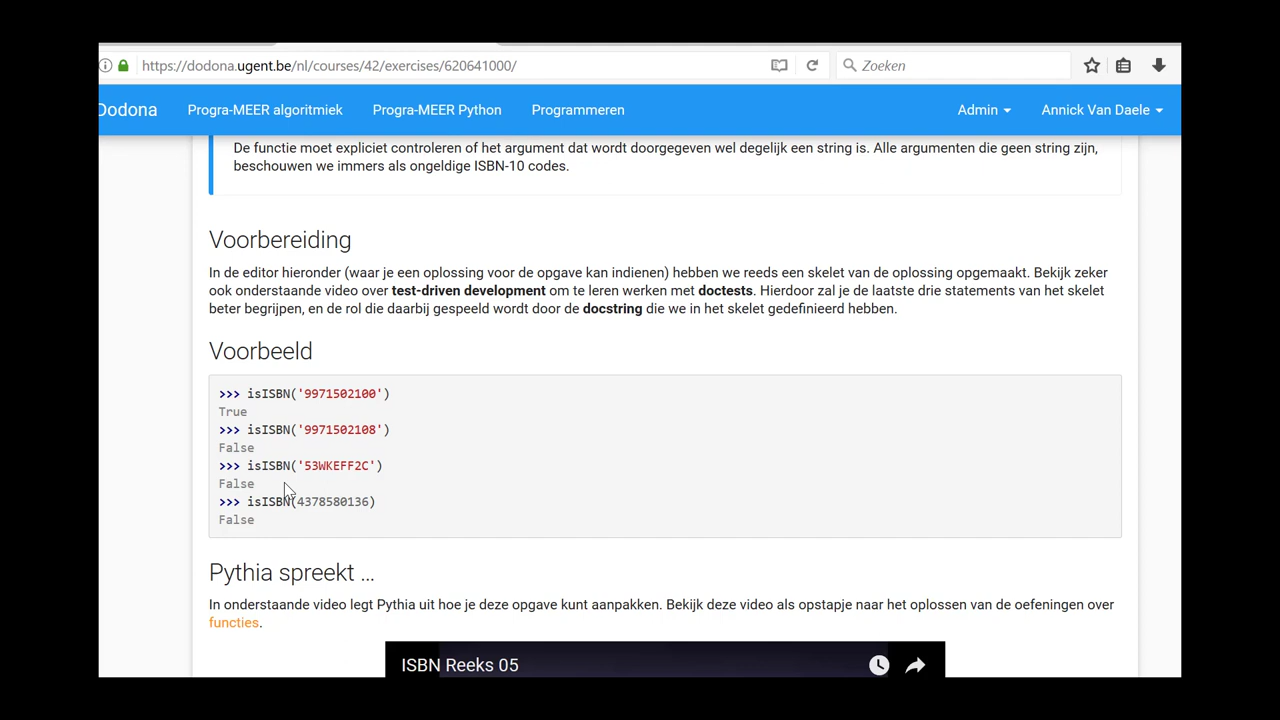 https://dodona.ugent.be/nl/courses/42/exercises/620641000/
Zoeken
Dodona Progra-MEER algoritmiek Progra-MEER Python Programmeren Admin Annick Van Daele
De functie moet expliciet controleren of het argument dat wordt doorgegeven wel degelijk een string is. Alle argumenten die geen string zijn,
beschouwen we immers als ongeldige ISBN-10 codes.
Voorbereiding
In de editor hieronder (waar je een oplossing voor de opgave kan indienen) hebben we reeds een skelet van de oplossing opgemaakt. Bekijk zeker
ook onderstaande video over test-driven development om te leren werken met doctests. Hierdoor zal je de laatste drie statements van het skelet
beter begrijpen, en de rol die daarbij gespeeld wordt door de docstring die we in het skelet gedefinieerd hebben.
Voorbeeld
>>> isISBN('9971502100')
True
>>> isISBN('9971502108')
False
>>> isISBN('53WKEFF2C')
False
>>> isISBN(4378580136)
False
Pythia spreekt ...
In onderstaande video legt Pythia uit hoe je deze opgave kunt aanpakken. Bekijk deze video als opstapje naar het oplossen van de oefeningen over
functies.
ISBN Reeks 05